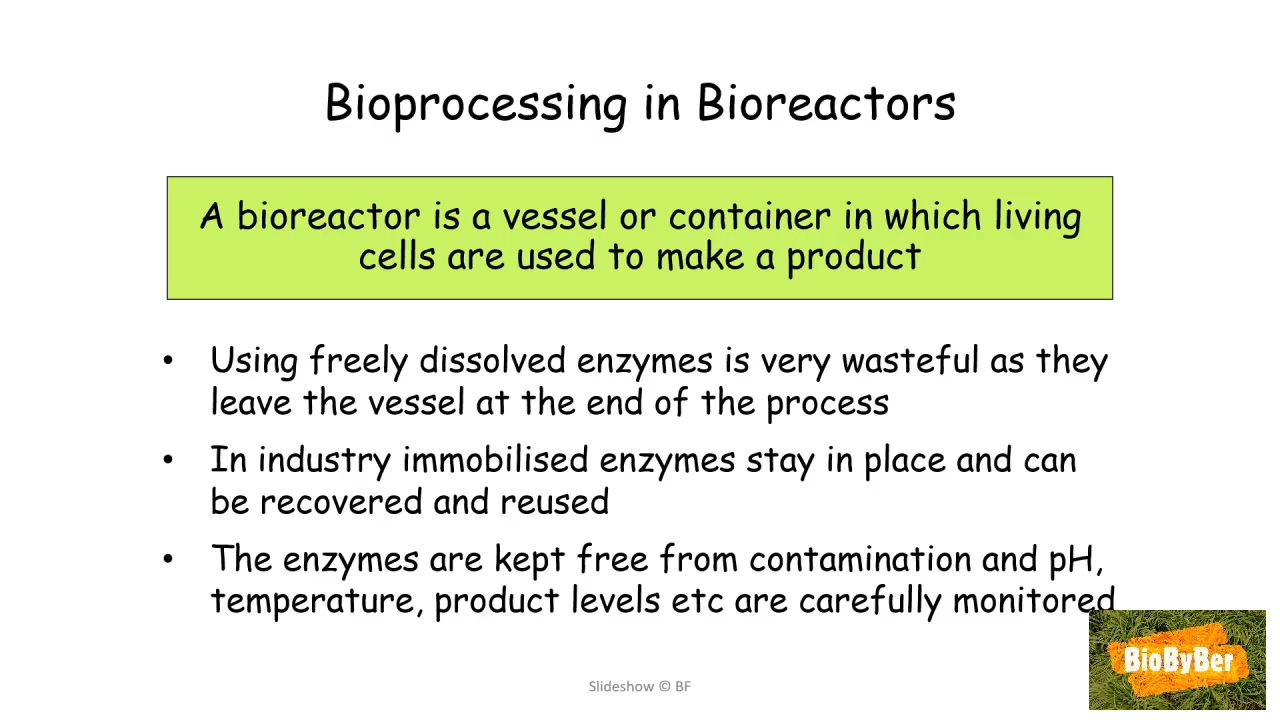 Bioprocessing in Bioreactors
A bioreactor is a vessel or container in which living
cells are used to make a product
• Using freely dissolved enzymes is very wasteful as they
leave the vessel at the end of the process
• In industry immobilised enzymes stay in place and can
be recovered and reused
• The enzymes are kept free from contamination and pH,
temperature, product levels etc are carefully monitored
BioByBer
Slideshow © BF